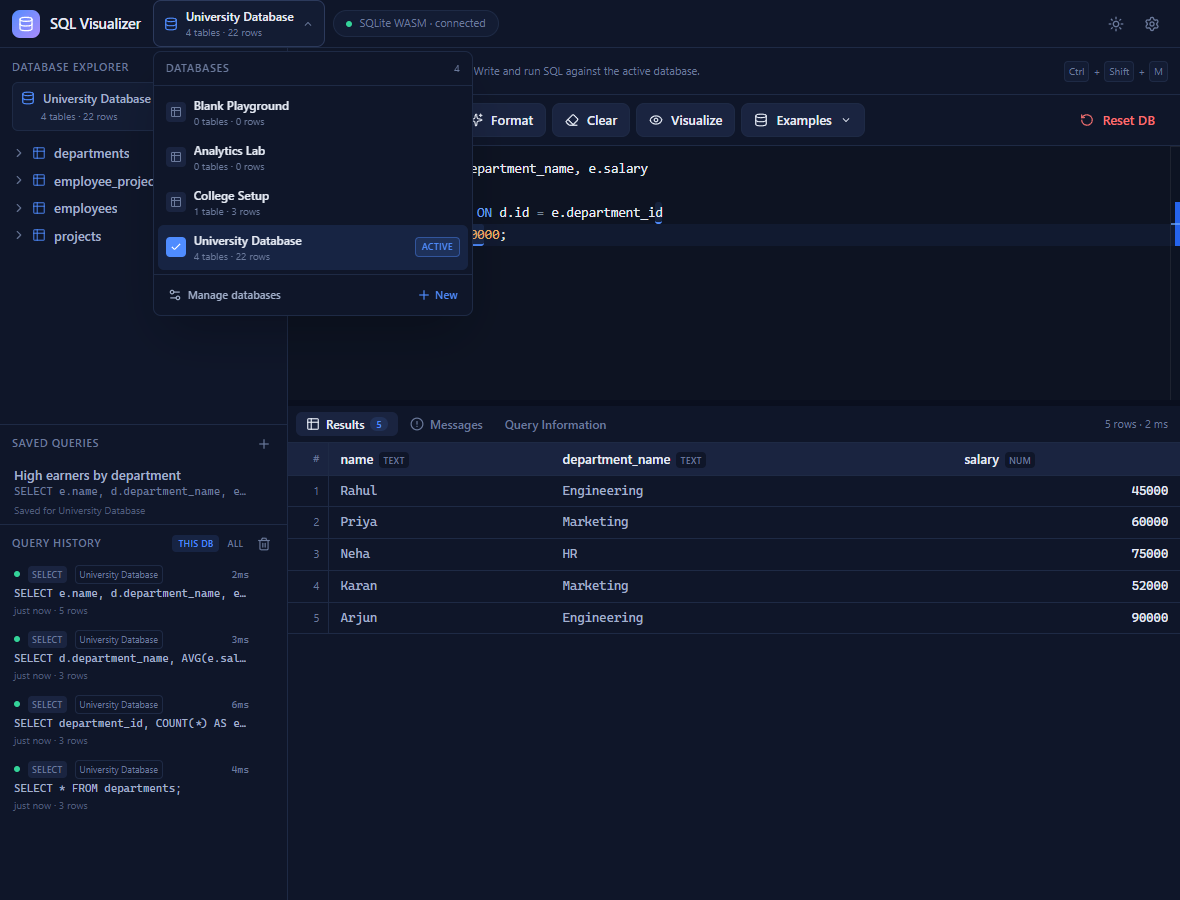 SQL Visualizer
University Database
4 tables · 22 rows
SQLite WASM · connected
DATABASE EXPLORER
University Database
4 tables · 22 rows
departments
employee_projec
employees
projects
DATABASES 4
Blank Playground
0 tables · 0 rows
Analytics Lab
0 tables · 0 rows
College Setup
1 table · 3 rows
University Database
4 tables · 22 rows
ACTIVE
Manage databases
+ New
Write and run SQL against the active database.
Ctrl + Shift + M
Format Clear Visualize Examples Reset DB
epartment_name, e.salary
ON d.id = e.department_id
0000;
SAVED QUERIES
High earners by department
SELECT e.name, d.department_name, e…
Saved for University Database
QUERY HISTORY THIS DB ALL
SELECT University Database 2ms
SELECT e.name, d.department_name, e…
just now · 5 rows
SELECT University Database 3ms
SELECT d.department_name, AVG(e.sal…
just now · 3 rows
SELECT University Database 6ms
SELECT department_id, COUNT(*) AS e…
just now · 3 rows
SELECT University Database 4ms
SELECT * FROM departments;
just now · 3 rows
Results 5 Messages Query Information 5 rows · 2 ms
# name TEXT department_name TEXT salary NUM
1 Rahul Engineering 45000
2 Priya Marketing 60000
3 Neha HR 75000
4 Karan Marketing 52000
5 Arjun Engineering 90000